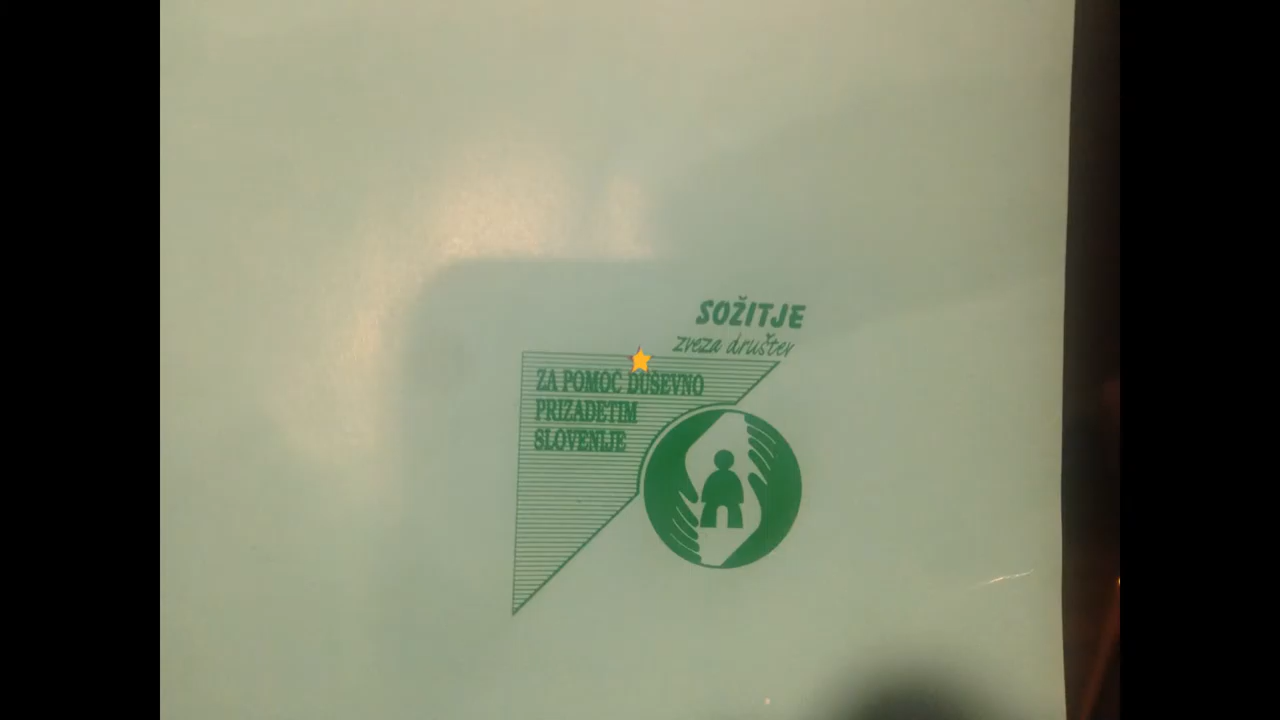 SOŽITJE
zveza društev
ZA POMOČ DUŠEVNO
PRIZADETIM
SLOVENIJE